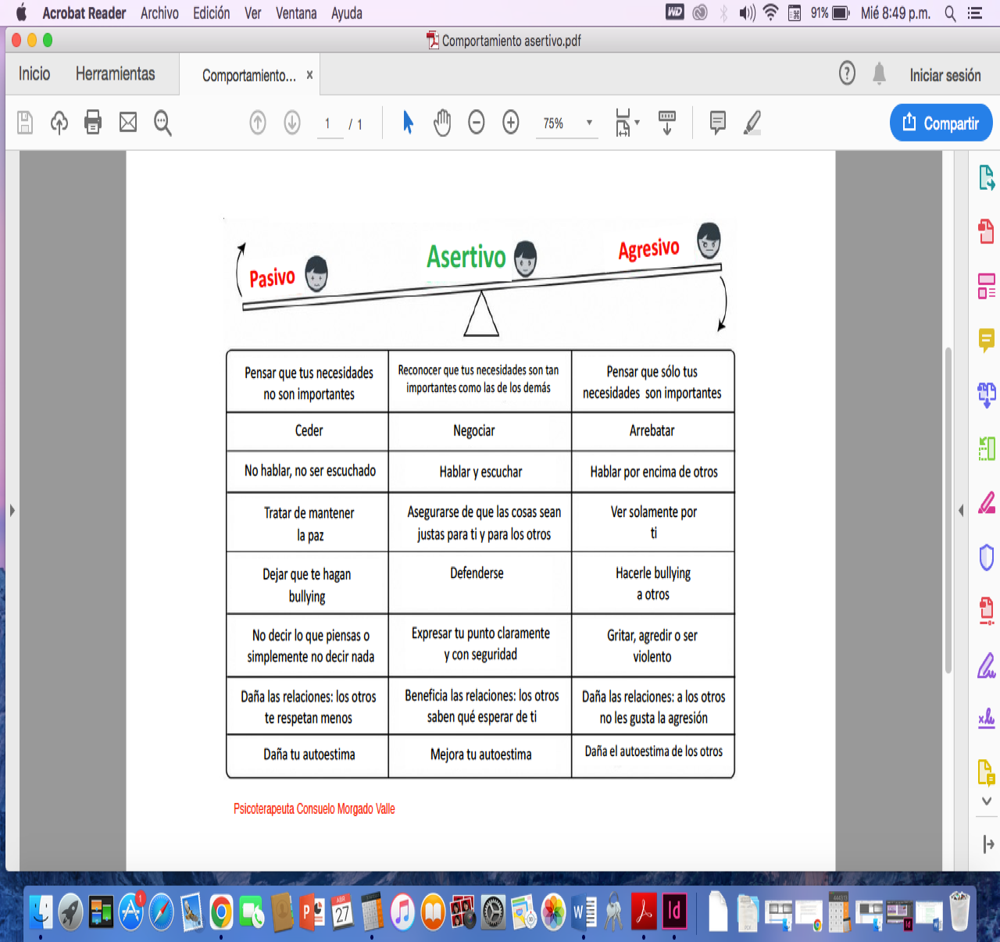 Acrobat Reader Archivo Edición Ver Ventana Ayuda WD 91% Mié 8:49 p.m.
Comportamiento asertivo.pdf
Inicio Herramientas Comportamiento... × ? Iniciar sesión
1 / 1 75% Compartir
Pasivo Asertivo Agresivo
Pensar que tus necesidades
no son importantes
Reconocer que tus necesidades son tan
importantes como las de los demás
Pensar que sólo tus
necesidades son importantes
Ceder
Negociar
Arrebatar
No hablar, no ser escuchado
Hablar y escuchar
Hablar por encima de otros
Tratar de mantener
la paz
Asegurarse de que las cosas sean
justas para ti y para los otros
Ver solamente por
ti
Dejar que te hagan
bullying
Defenderse
Hacerle bullying
a otros
No decir lo que piensas o
simplemente no decir nada
Expresar tu punto claramente
y con seguridad
Gritar, agredir o ser
violento
Daña las relaciones: los otros
te respetan menos
Beneficia las relaciones: los otros
saben qué esperar de ti
Daña las relaciones: a los otros
no les gusta la agresión
Daña tu autoestima
Mejora tu autoestima
Daña el autoestima de los otros
Psicoterapeuta Consuelo Morgado Valle
1
ABR
27
P
W
Id